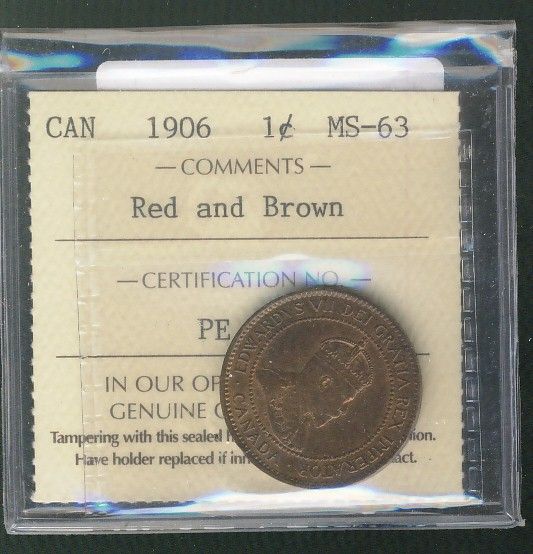 CAN 1906 1¢ MS-63
— COMMENTS —
Red and Brown
— CERTIFICATION NO. —
PE
IN OUR OP
GENUINE
Tampering with this sealed
Have holder replaced if
EDWARDVS VII DEI GRATIA REX IMPERATOR
CANADA